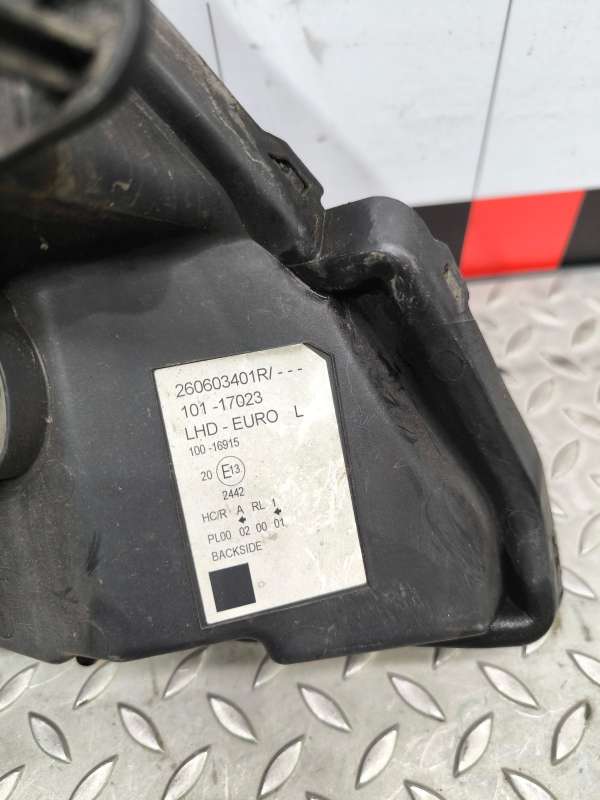 260603401R/---
101-17023
LHD-EURO L
100-16915
20 E13
2442
HC/R A RL 1
PL00 02 00 01
BACKSIDE
D